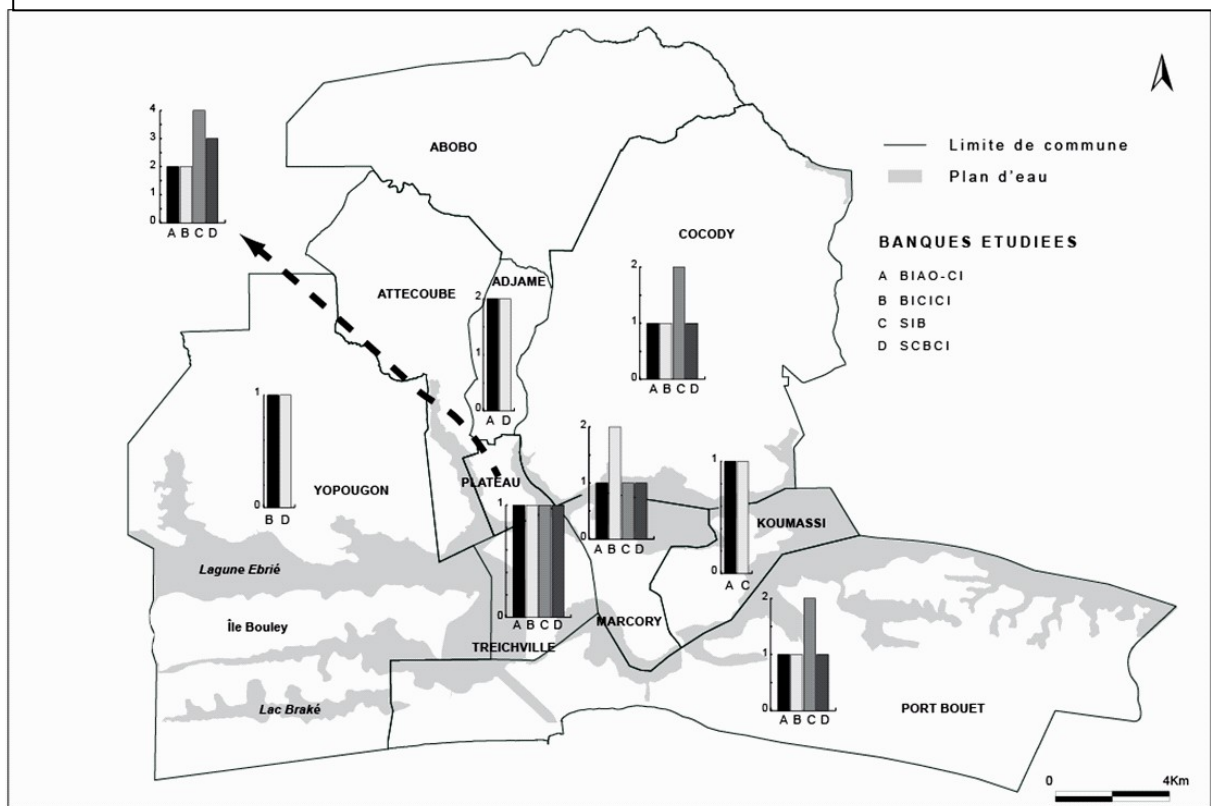 ABOBO
Limite de commune
Plan d'eau
4
3
2
1
0
A B C D
COCODY
BANQUES ETUDIEES
A BIAO-CI
B BICICI
C SIB
D SCBCI
ATTECOUBE
ADJAME
2
1
0
A D
2
1
0
A B C D
YOPOUGON
1
0
B D
PLATEAU
1
0
A B C D
2
1
0
A B C D
KOUMASSI
1
0
A C
Lagune Ebrié
Île Bouley
TREICHVILLE
MARCORY
2
1
0
A B C D
Lac Braké
PORT BOUET
0 4Km